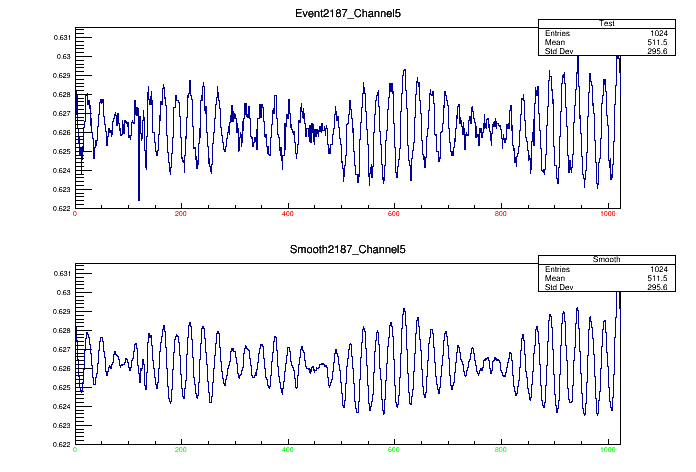 Event2187_Channel5
Test
Entries 1024
Mean 511.5
Std Dev 295.6
0.631
0.63
0.629
0.628
0.627
0.626
0.625
0.624
0.623
0.622
0 200 400 600 800 1000
Smooth2187_Channel5
Smooth
Entries 1024
Mean 511.5
Std Dev 295.6
0.631
0.63
0.629
0.628
0.627
0.626
0.625
0.624
0.623
0.622
0 200 400 600 800 1000